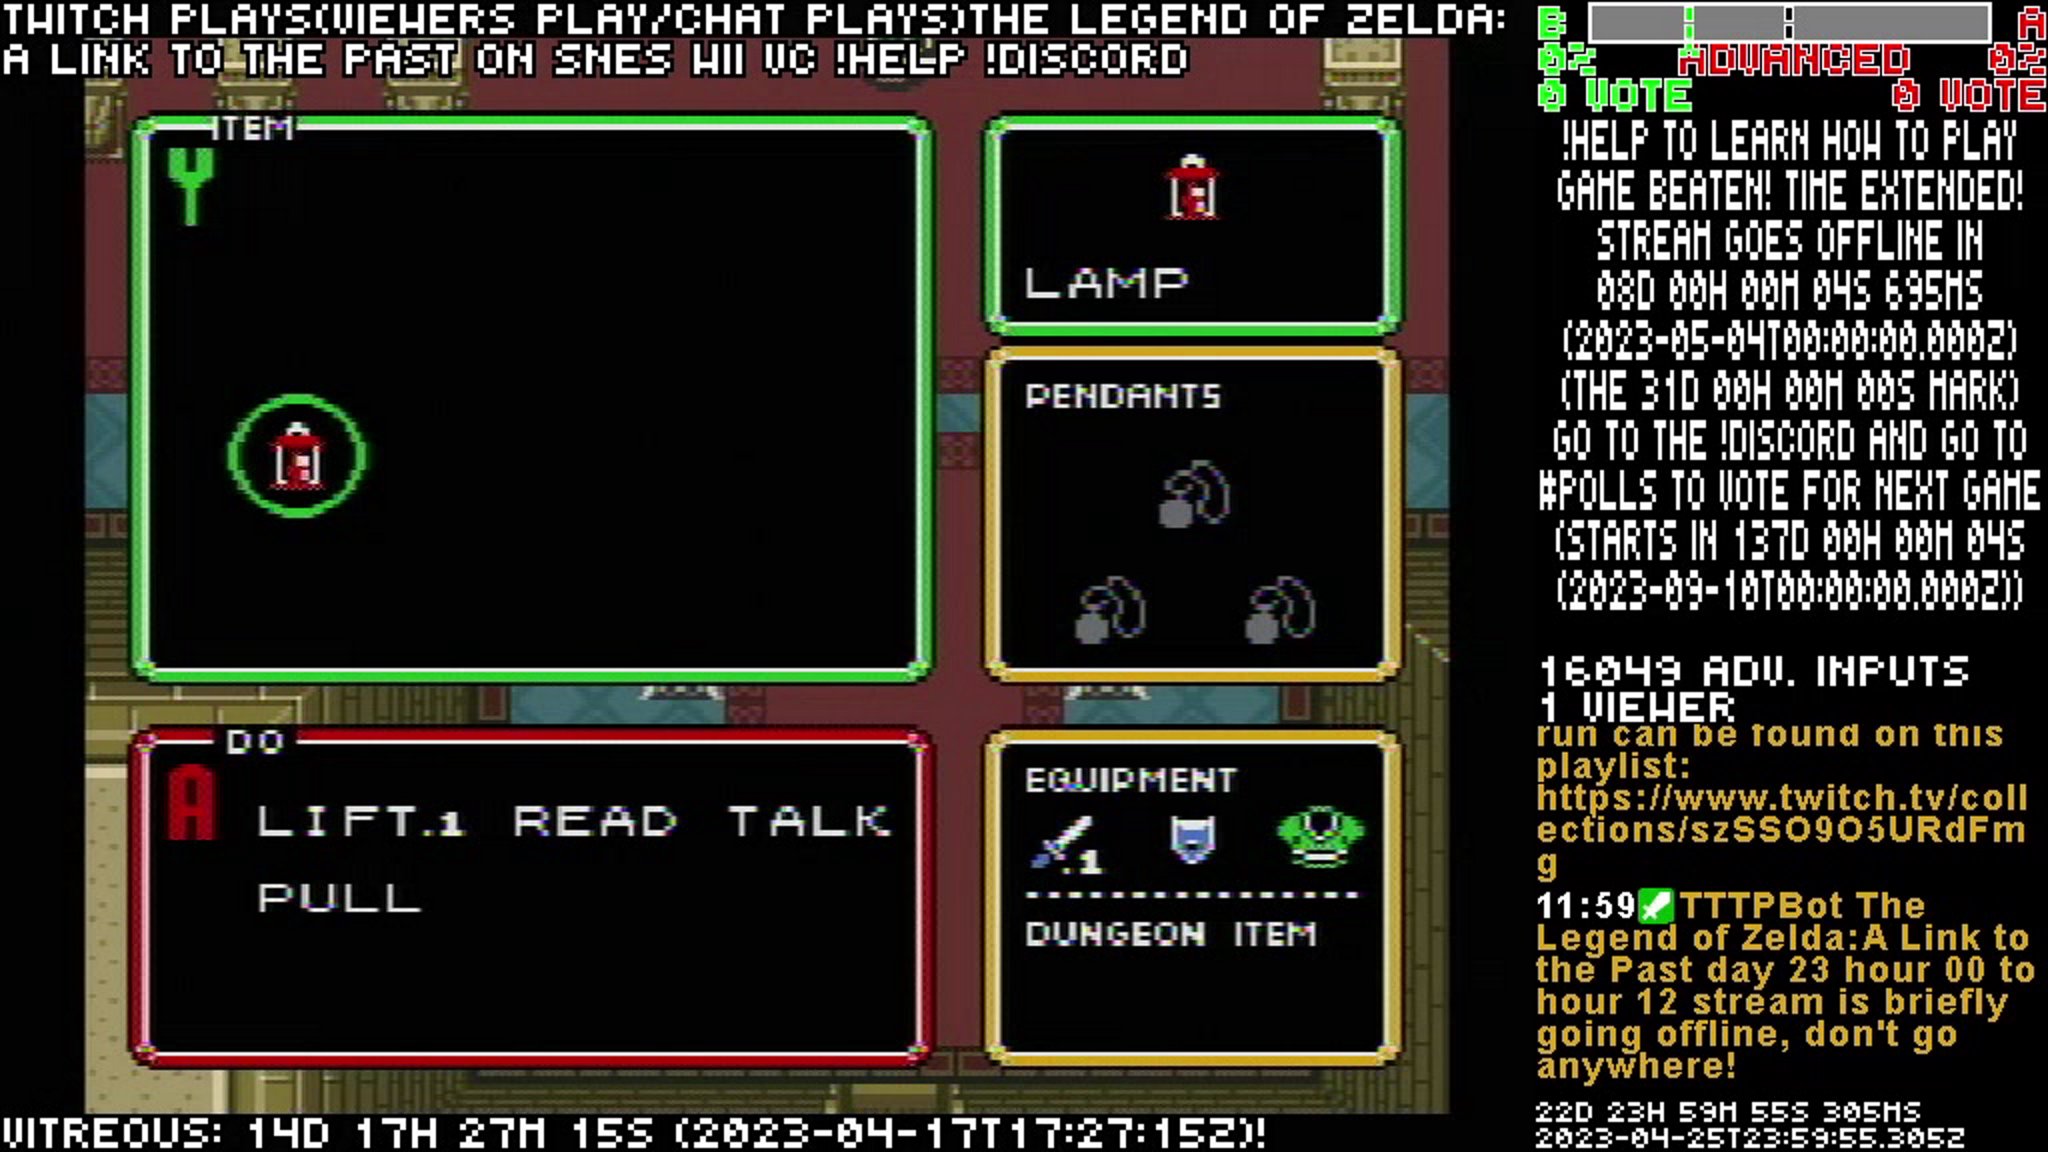 TWITCH PLAYS(VIEWERS PLAY/CHAT PLAYS)THE LEGEND OF ZELDA:
A LINK TO THE PAST ON SNES WII VC !HELP !DISCORD
ITEM
Y
LAMP
PENDANTS
DO
A
LIFT.1 READ TALK
PULL
EQUIPMENT
.1
DUNGEON ITEM
VITREOUS: 14D 17H 27M 15S (2023-04-17T17:27:15Z)!
B A
0% ADVANCED 0%
0 VOTE 0 VOTE
!HELP TO LEARN HOW TO PLAY
GAME BEATEN! TIME EXTENDED!
STREAM GOES OFFLINE IN
08D 00H 00M 04S 695MS
(2023-05-04T00:00:00.000Z)
(THE 31D 00H 00M 00S MARK)
GO TO THE !DISCORD AND GO TO
#POLLS TO VOTE FOR NEXT GAME
(STARTS IN 137D 00H 00M 04S
(2023-09-10T00:00:00.000Z))
16049 ADV. INPUTS
1 VIEWER
run can be found on this
playlist:
https://www.twitch.tv/coll
ections/szSSO9O5URdFm
g
11:59 TTTPBot The
Legend of Zelda:A Link to
the Past day 23 hour 00 to
hour 12 stream is briefly
going offline, don't go
anywhere!
22D 23H 59M 55S 305MS
2023-04-25T23:59:55.305Z